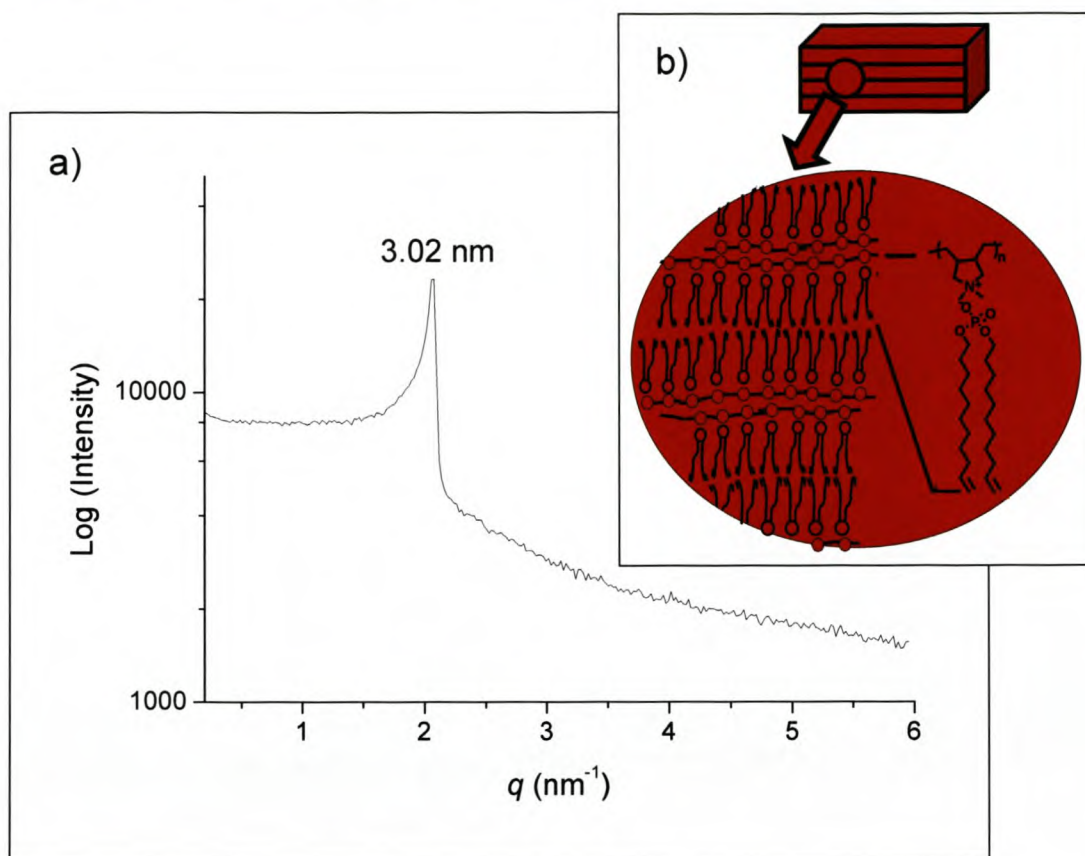 a)
3.02 nm
Log (Intensity)
10000
1000
1
2
3
4
5
6
q (nm⁻¹)
b)
n
N+
O
P
O
O
-